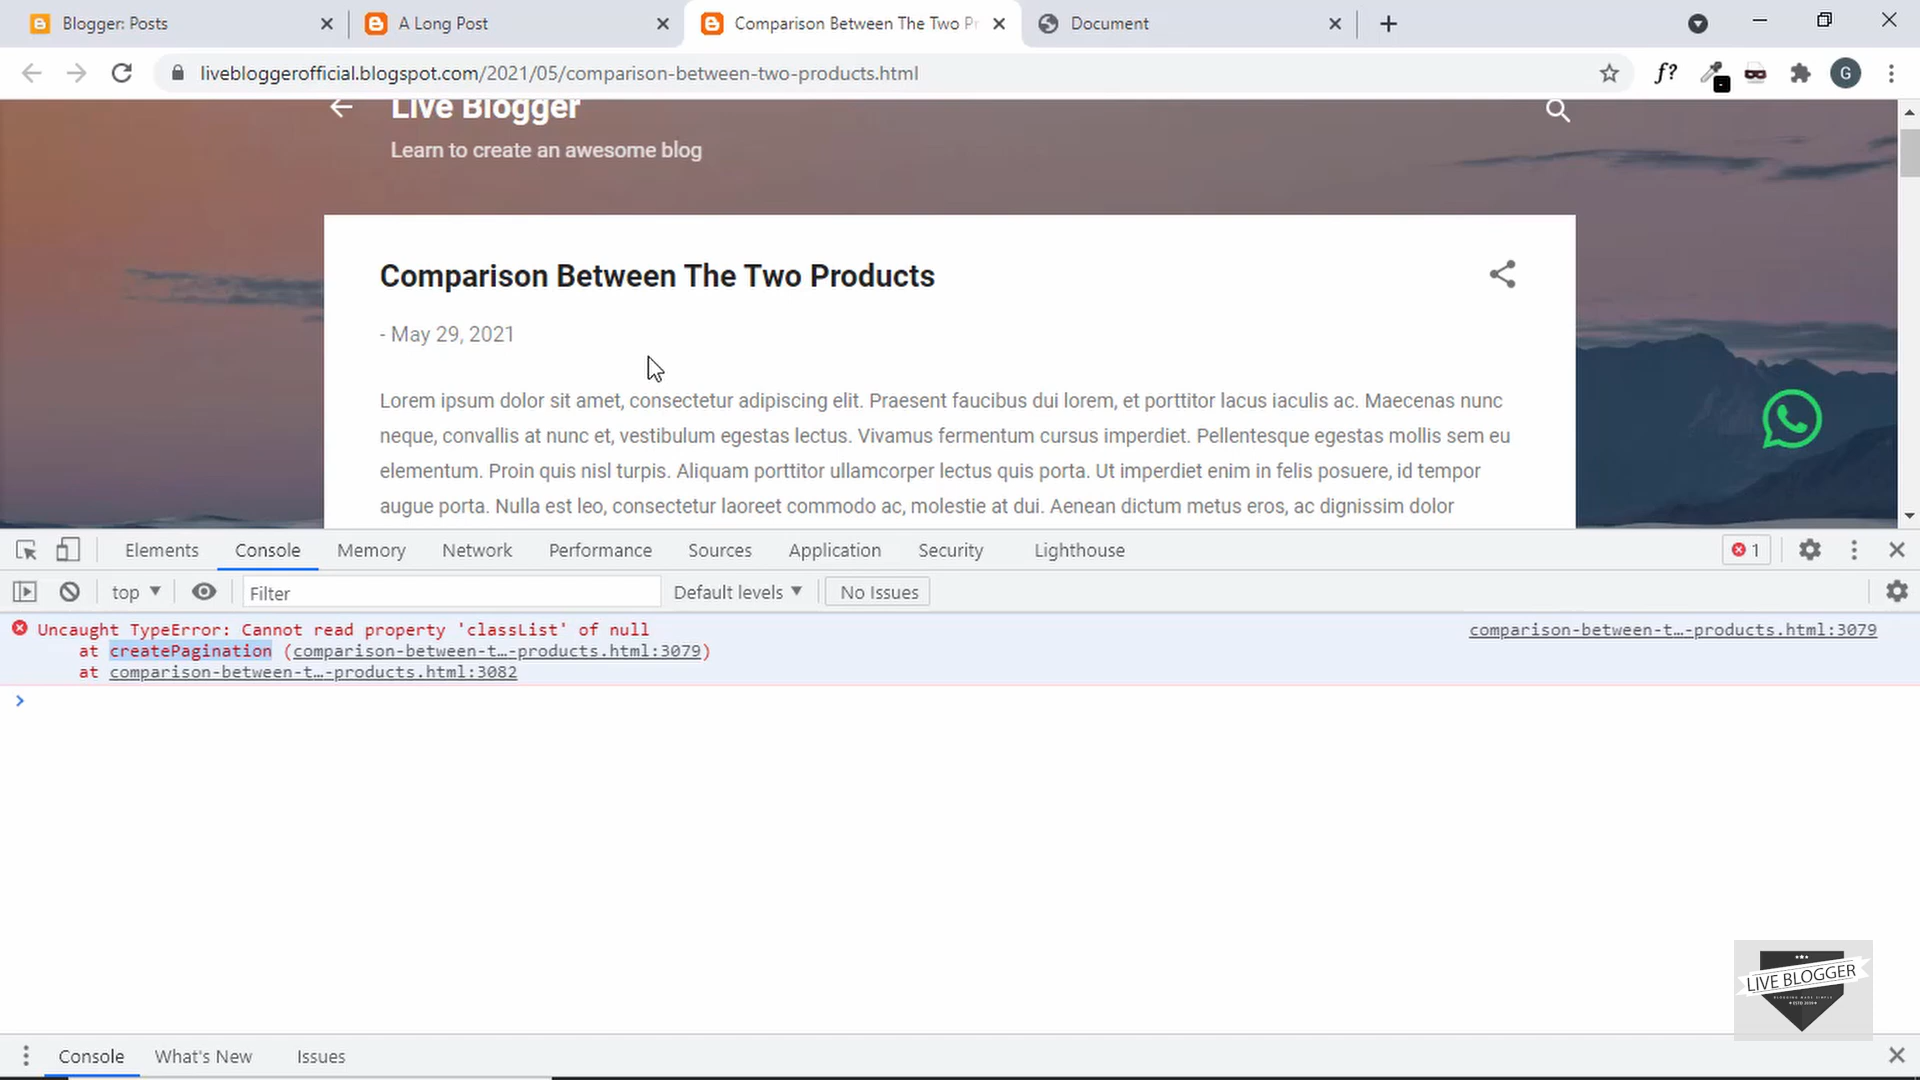 Blogger: Posts
A Long Post
Comparison Between The Two Pr
Document
livebloggerofficial.blogspot.com/2021/05/comparison-between-two-products.html
f?
G
Live Blogger
Learn to create an awesome blog
Comparison Between The Two Products
- May 29, 2021
Lorem ipsum dolor sit amet, consectetur adipiscing elit. Praesent faucibus dui lorem, et porttitor lacus iaculis ac. Maecenas nunc
neque, convallis at nunc et, vestibulum egestas lectus. Vivamus fermentum cursus imperdiet. Pellentesque egestas mollis sem eu
elementum. Proin quis nisl turpis. Aliquam porttitor ullamcorper lectus quis porta. Ut imperdiet enim in felis posuere, id tempor
augue porta. Nulla est leo, consectetur laoreet commodo ac, molestie at dui. Aenean dictum metus eros, ac dignissim dolor
Elements Console Memory Network Performance Sources Application Security Lighthouse 1
top Filter Default levels No Issues
Uncaught TypeError: Cannot read property 'classList' of null comparison-between-t…-products.html:3079
at createPagination (comparison-between-t…-products.html:3079)
at comparison-between-t…-products.html:3082
LIVE BLOGGER
Console What's New Issues